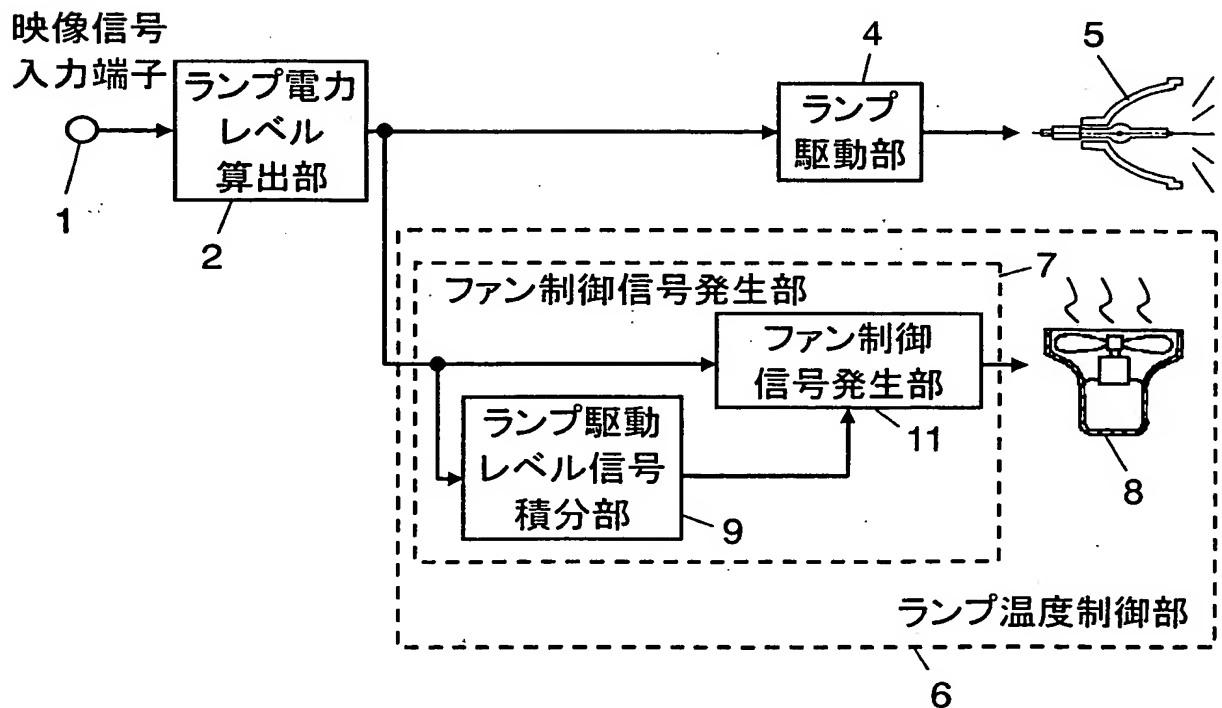 映像信号
入力端子
1
ランプ電力
レベル
算出部
2
4
ランプ
駆動部
5
7
ファン制御信号発生部
ファン制御
信号発生部
11
ランプ駆動
レベル信号
積分部
9
8
ランプ温度制御部
6